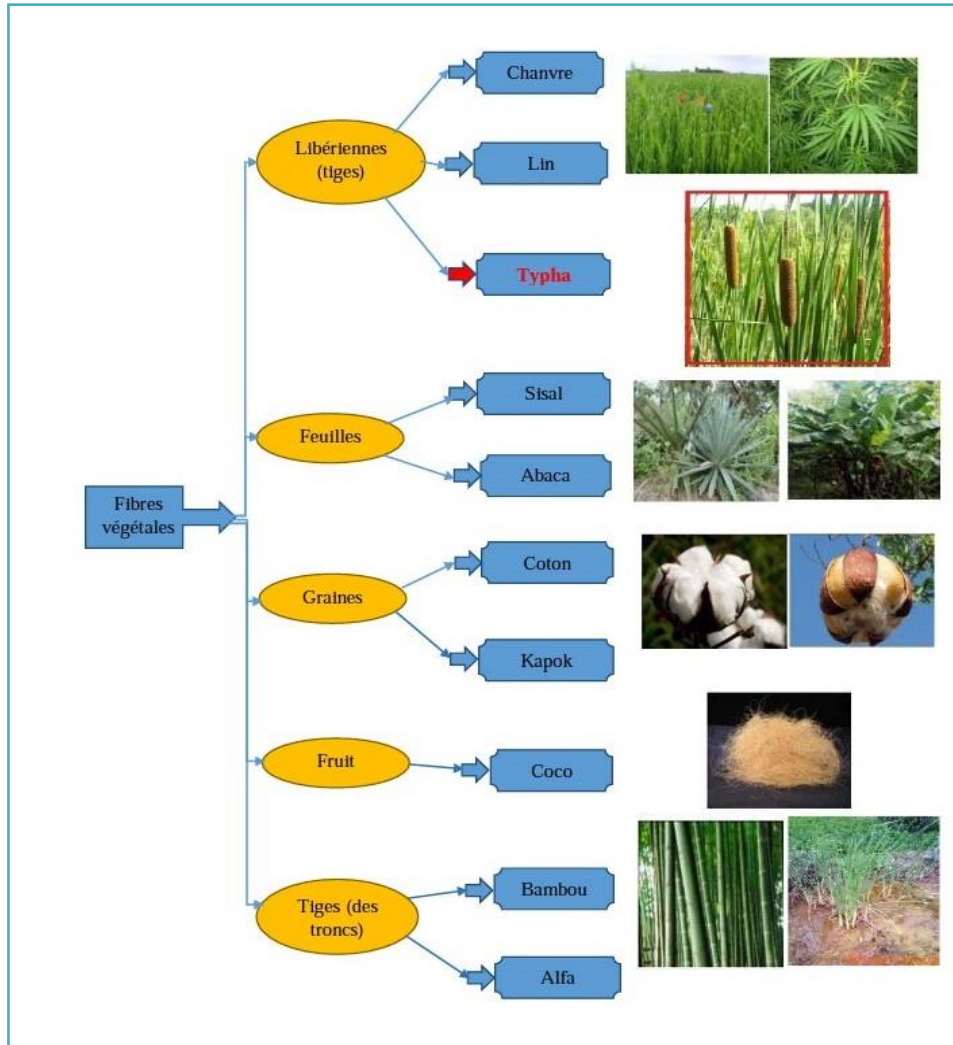 Chanvre
Libériennes
(tiges)
Lin
Typha
Sisal
Feuilles
Abaca
Fibres
végétales
Coton
Graines
Kapok
Fruit
Coco
Bambou
Tiges (des
troncs)
Alfa